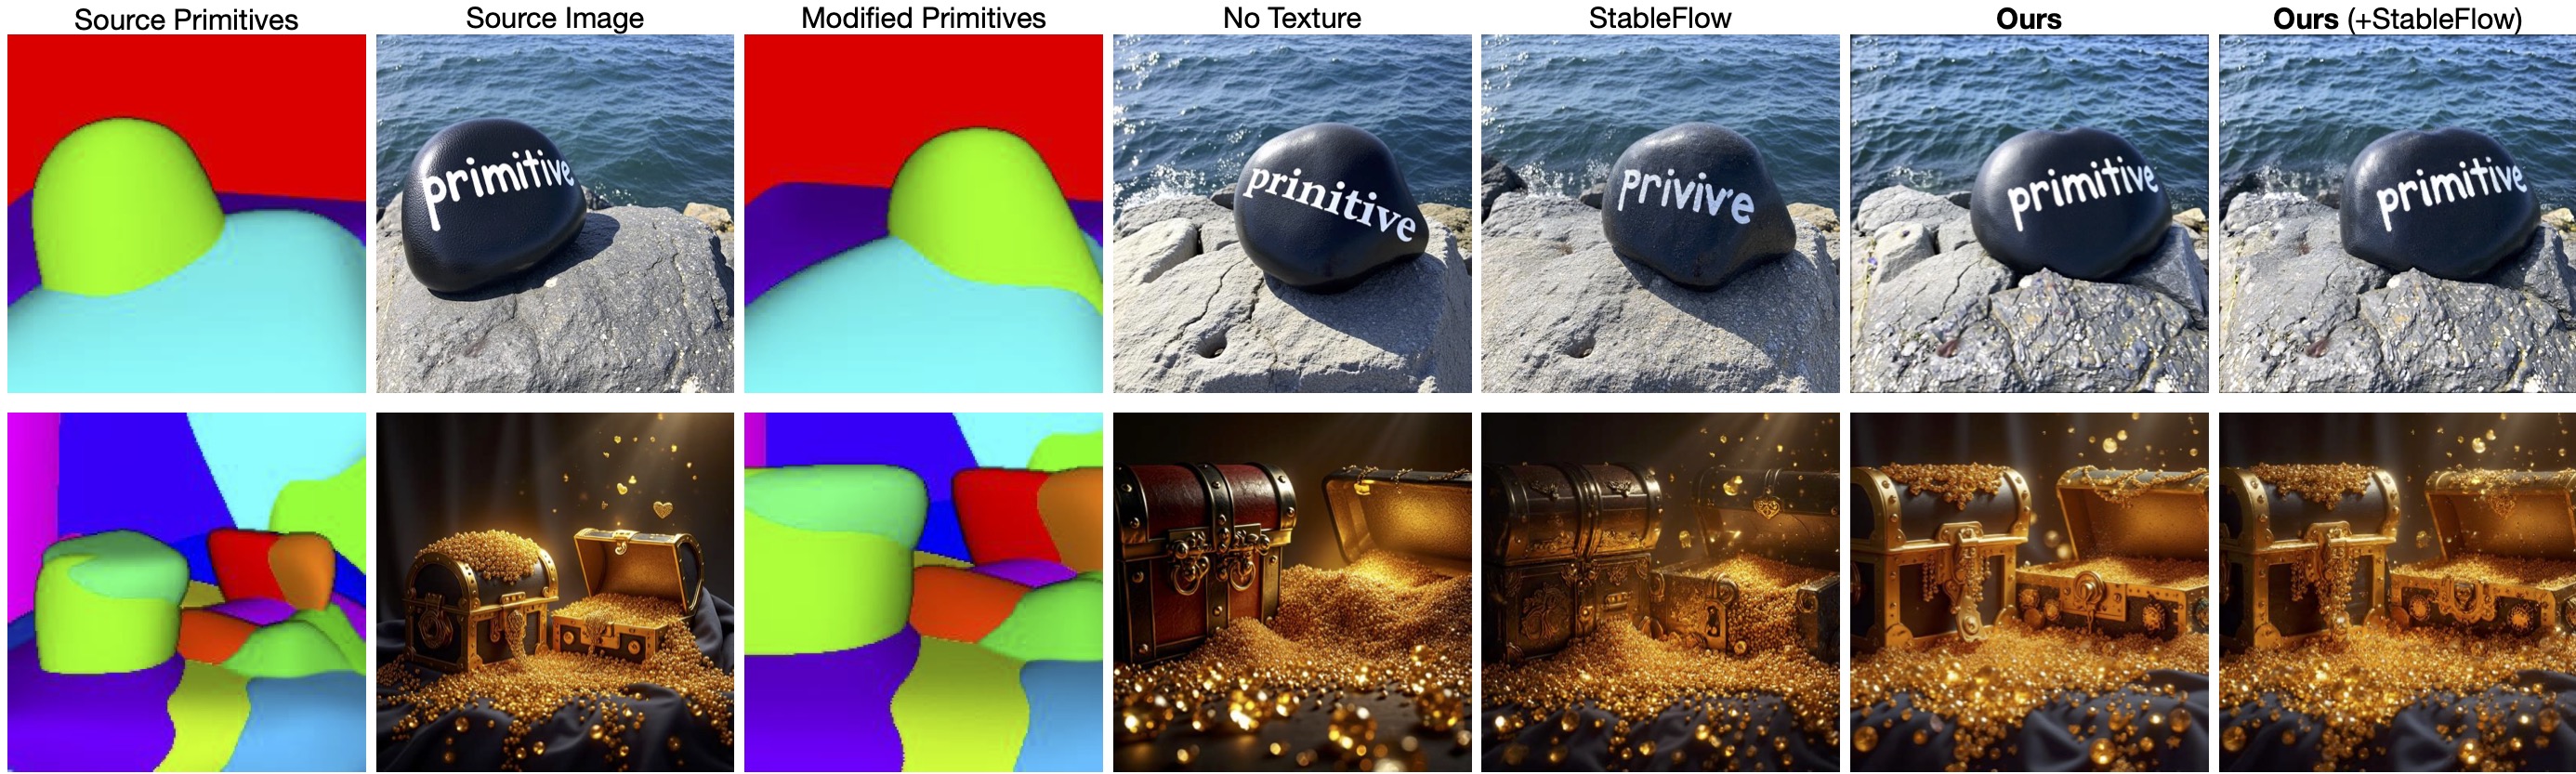 Source Primitives
Source Image
Modified Primitives
No Texture
StableFlow
Ours
Ours (+StableFlow)
primitive
prinitive
privive
primitive
primitive